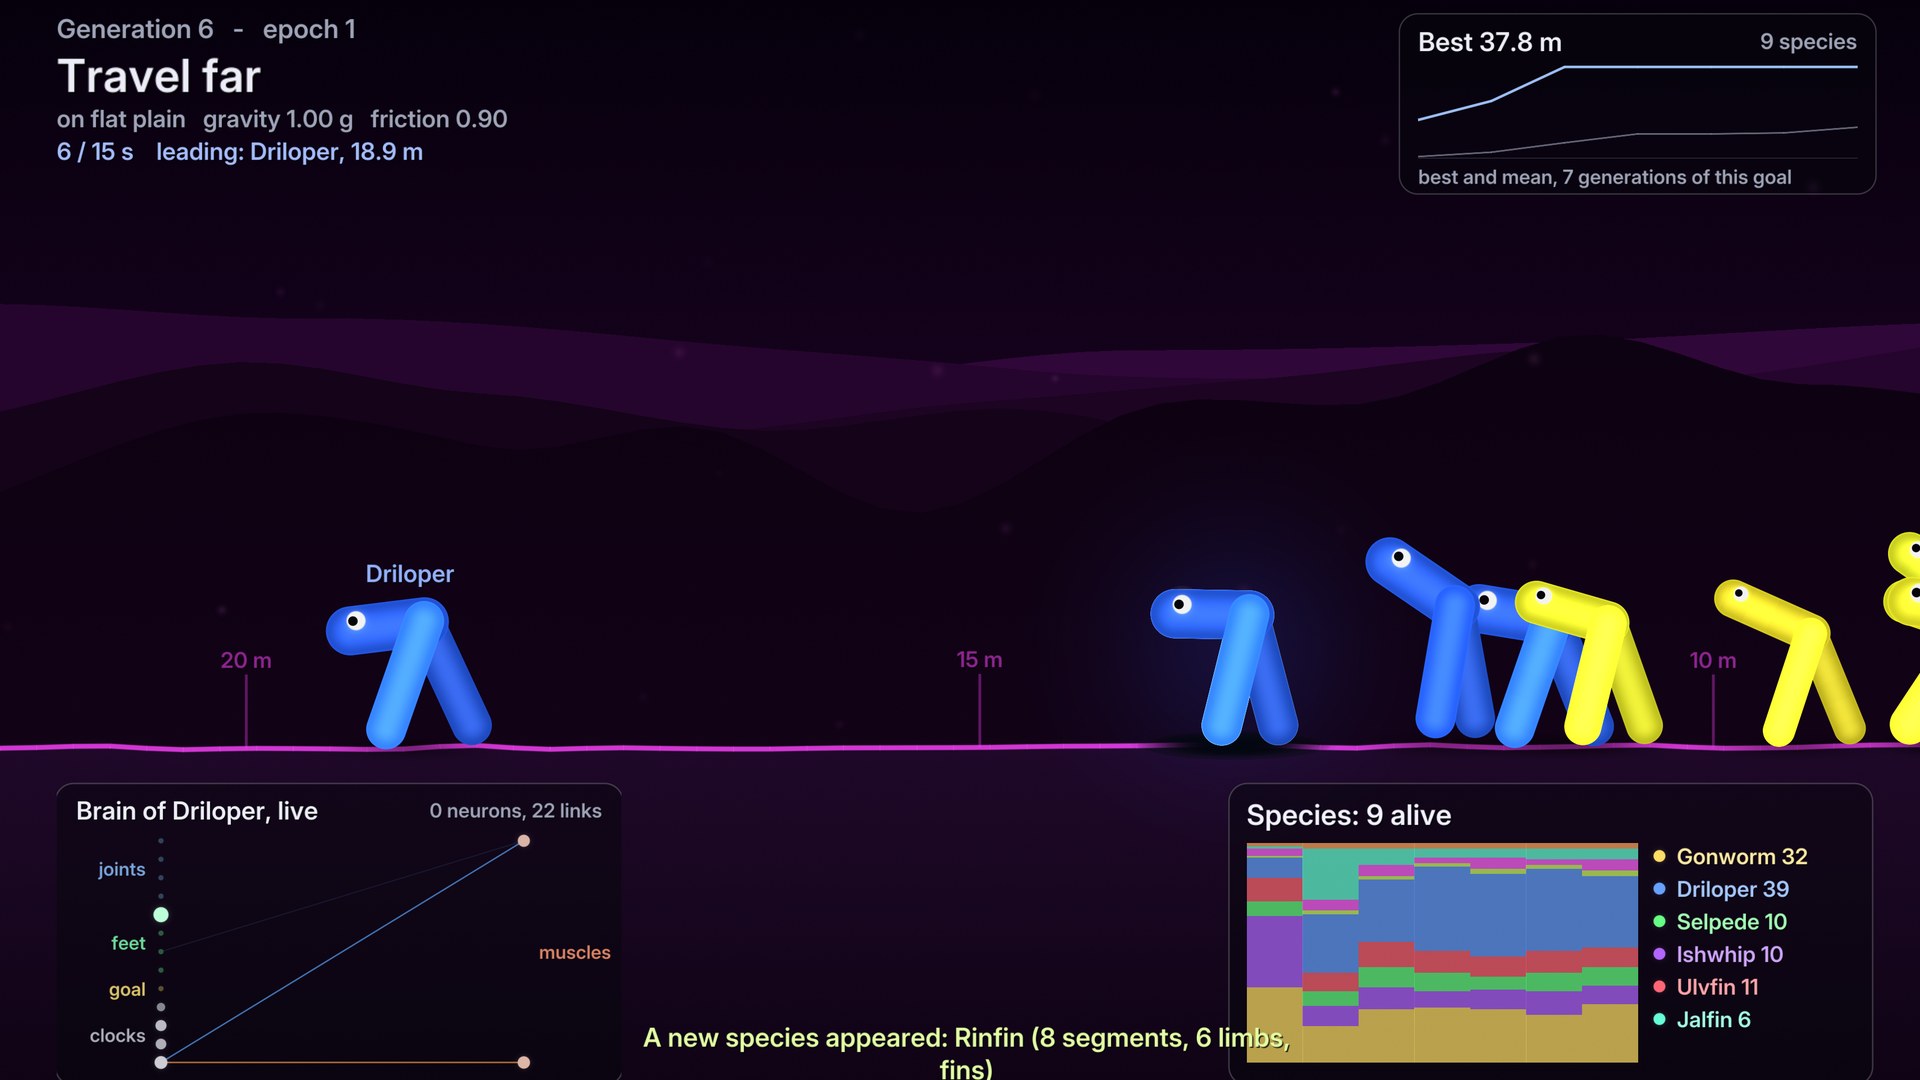 Generation 6 - epoch 1
Travel far
on flat plain gravity 1.00 g friction 0.90
6 / 15 s leading: Driloper, 18.9 m
Best 37.8 m
9 species
best and mean, 7 generations of this goal
Driloper
20 m
15 m
10 m
Brain of Driloper, live
0 neurons, 22 links
joints
feet
goal
clocks
muscles
A new species appeared: Rinfin (8 segments, 6 limbs,
fins)
Species: 9 alive
Gonworm 32
Driloper 39
Selpede 10
Ishwhip 10
Ulvfin 11
Jalfin 6